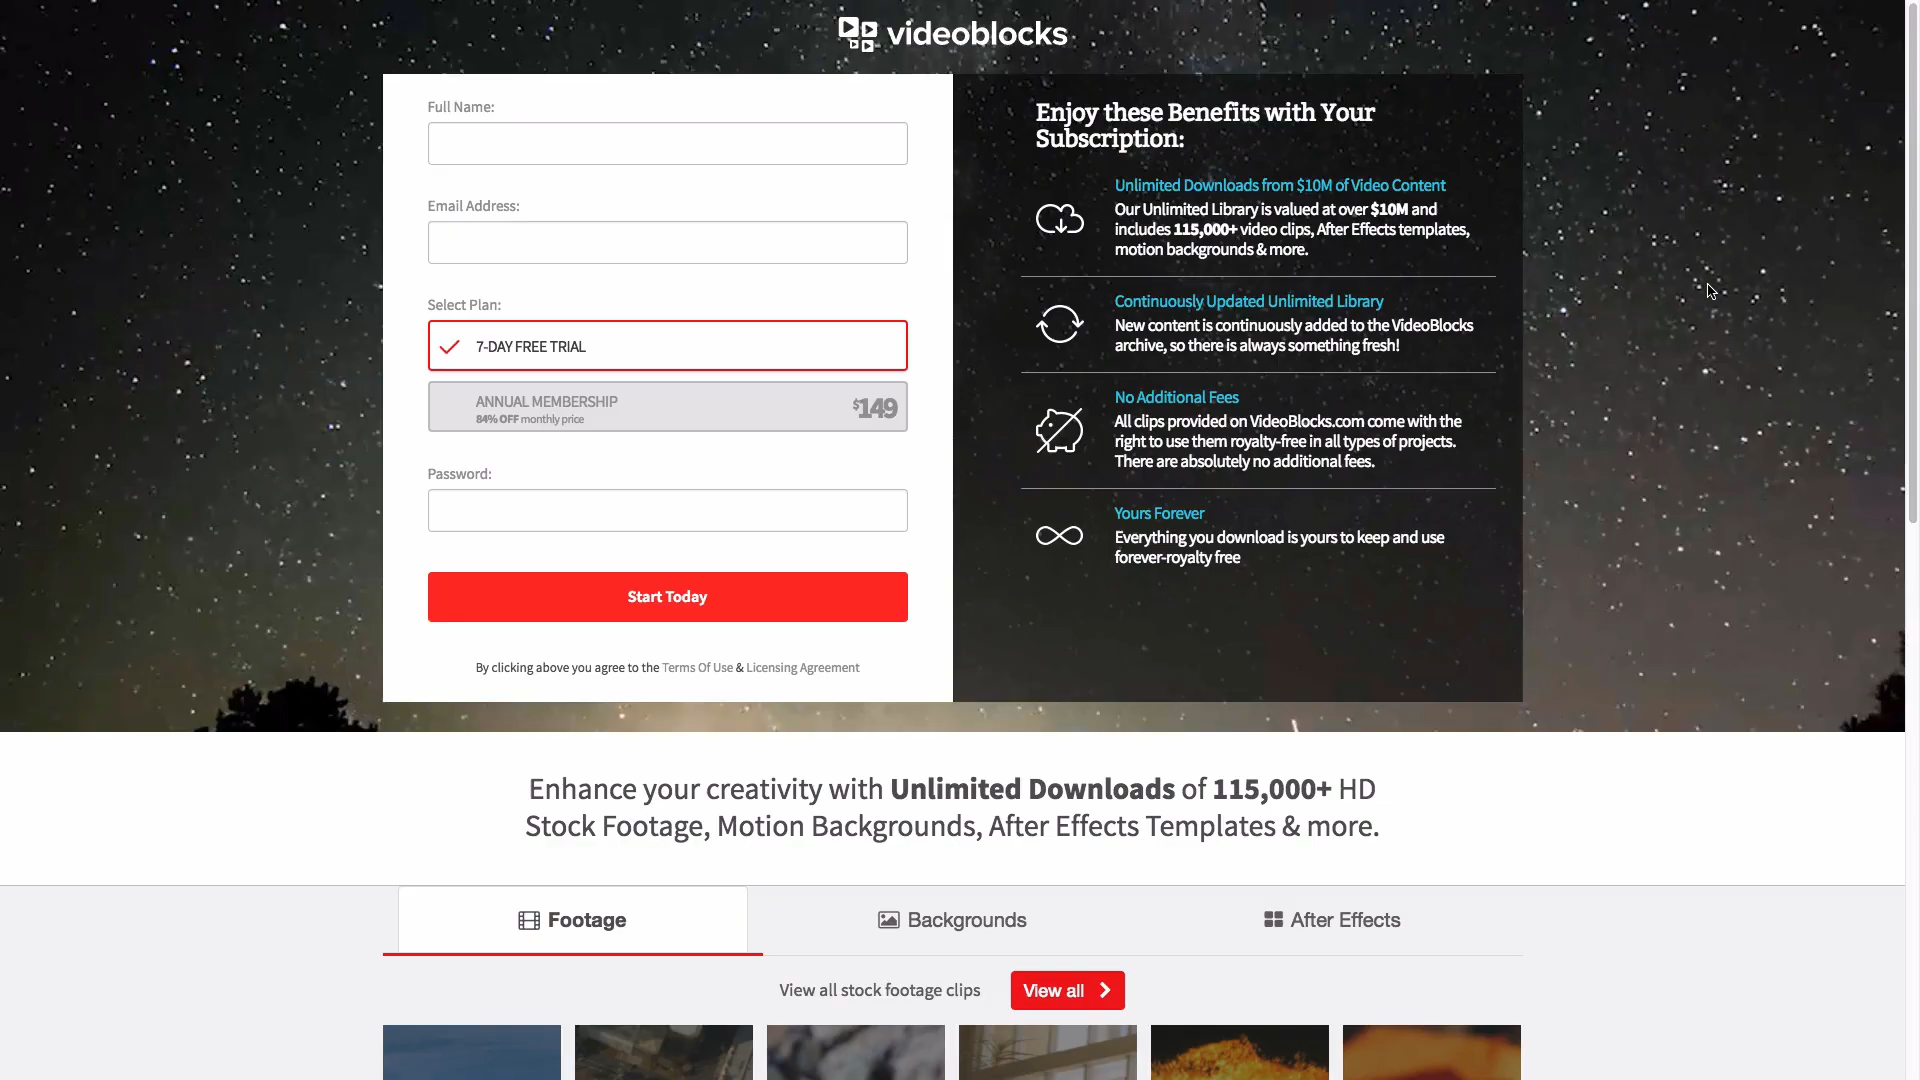 videoblocks
Full Name:
Email Address:
Select Plan:
7-DAY FREE TRIAL
ANNUAL MEMBERSHIP
84% OFF monthly price
$149
Password:
Start Today
By clicking above you agree to the Terms Of Use & Licensing Agreement
Enjoy these Benefits with Your
Subscription:
Unlimited Downloads from $10M of Video Content
Our Unlimited Library is valued at over $10M and
includes 115,000+ video clips, After Effects templates,
motion backgrounds & more.
Continuously Updated Unlimited Library
New content is continuously added to the VideoBlocks
archive, so there is always something fresh!
No Additional Fees
All clips provided on VideoBlocks.com come with the
right to use them royalty-free in all types of projects.
There are absolutely no additional fees.
Yours Forever
Everything you download is yours to keep and use
forever-royalty free
Enhance your creativity with Unlimited Downloads of 115,000+ HD
Stock Footage, Motion Backgrounds, After Effects Templates & more.
Footage
Backgrounds
After Effects
View all stock footage clips
View all